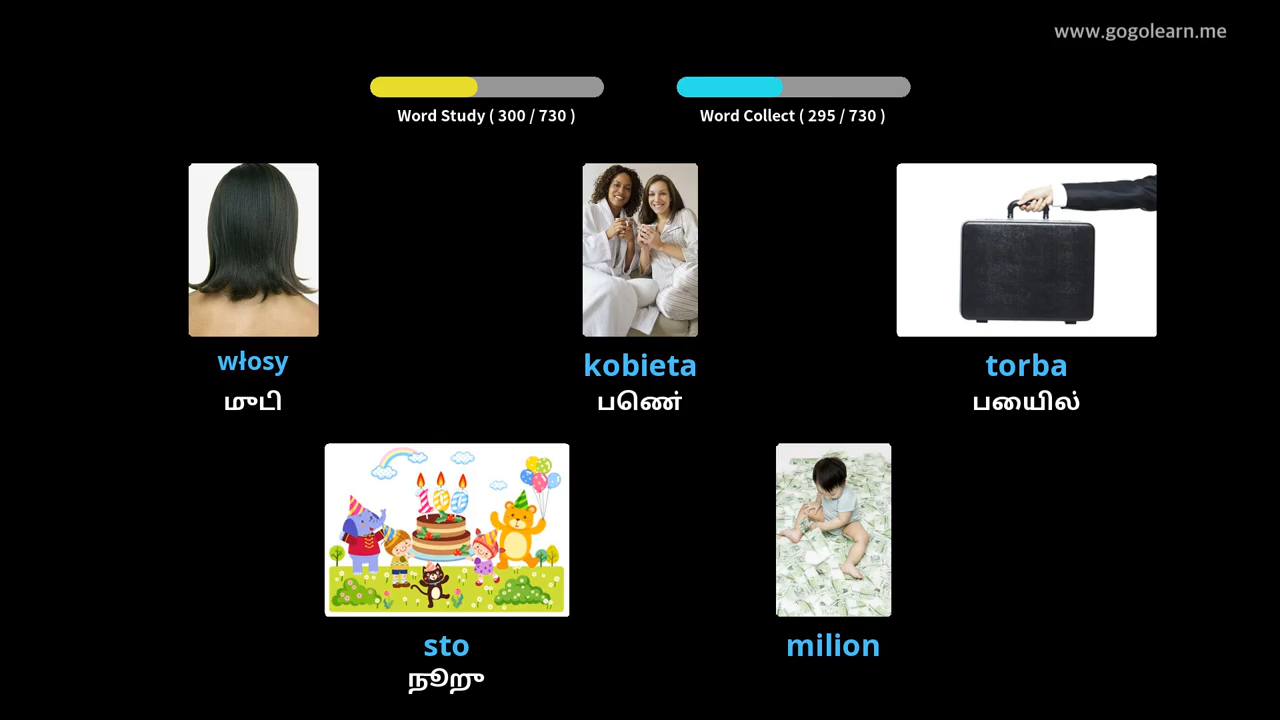 www.gogolearn.me
Word Study ( 300 / 730 )
Word Collect ( 295 / 730 )
włosy
முடி
kobieta
பெண்
torba
பையில்
sto
நூறு
milion